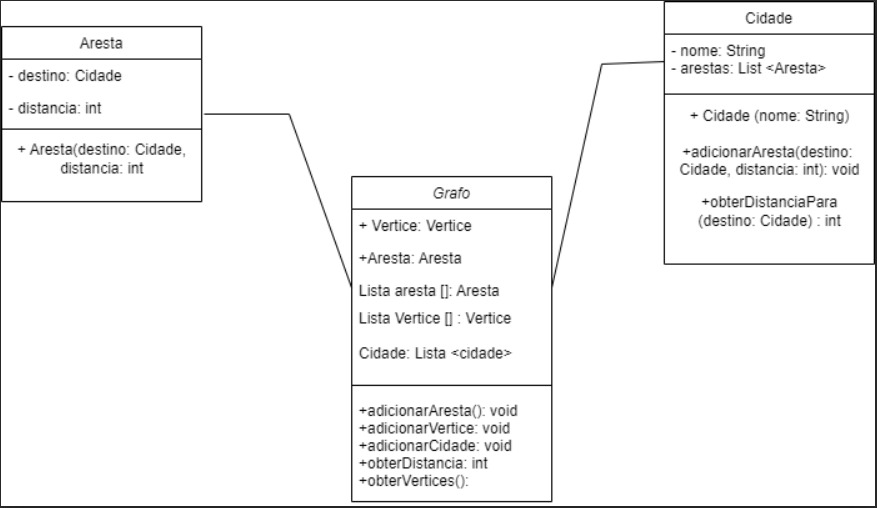 Aresta
- destino: Cidade
- distancia: int
+ Aresta(destino: Cidade,
distancia: int
Grafo
+ Vertice: Vertice
+Aresta: Aresta
Lista aresta []: Aresta
Lista Vertice [] : Vertice
Cidade: Lista <cidade>
+adicionarAresta(): void
+adicionarVertice: void
+adicionarCidade: void
+obterDistancia: int
+obterVertices():
Cidade
- nome: String
- arestas: List <Aresta>
+ Cidade (nome: String)
+adicionarAresta(destino:
Cidade, distancia: int): void
+obterDistanciaPara
(destino: Cidade) : int